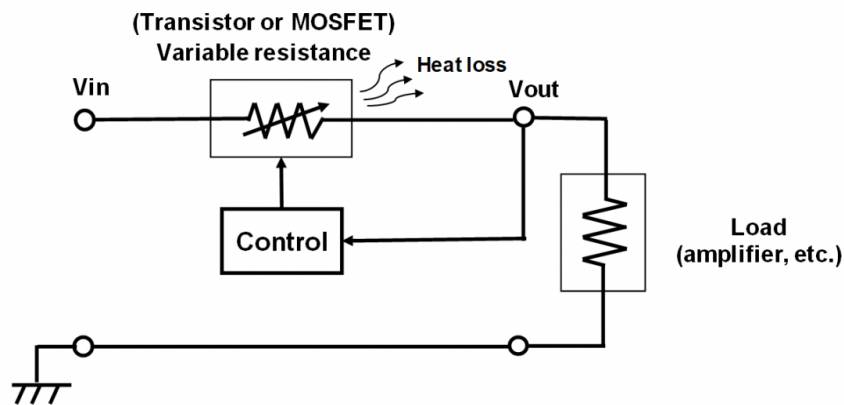 (Transistor or MOSFET)
Variable resistance
Heat loss
Vin
Vout
Control
Load
(amplifier, etc.)